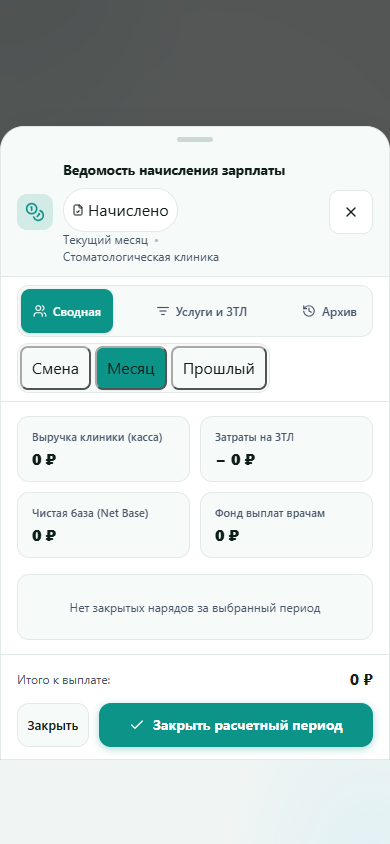 Ведомость начисления зарплаты
Начислено
Текущий месяц •
Стоматологическая клиника
Сводная Услуги и ЗТЛ Архив
Смена Месяц Прошлый
Выручка клиники (касса) Затраты на ЗТЛ
0 ₽ − 0 ₽
Чистая база (Net Base) Фонд выплат врачам
0 ₽ 0 ₽
Нет закрытых нарядов за выбранный период
Итого к выплате: 0 ₽
Закрыть Закрыть расчетный период